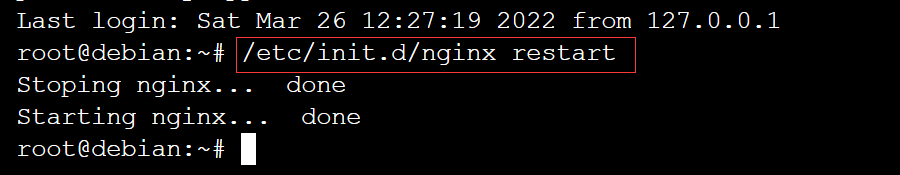 Last login: Sat Mar 26 12:27:19 2022 from 127.0.0.1
root@debian:~# /etc/init.d/nginx restart
Stoping nginx...  done
Starting nginx...  done
root@debian:~#